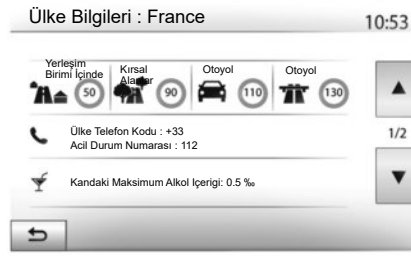 Ülke Bilgileri : France
10:53
Yerleşim
Birimi İçinde
50
Kırsal
Alanlar
90
Otoyol
110
Otoyol
130
Ülke Telefon Kodu : +33
Acil Durum Numarası : 112
1/2
Kandaki Maksimum Alkol Içerigi: 0.5 ‰